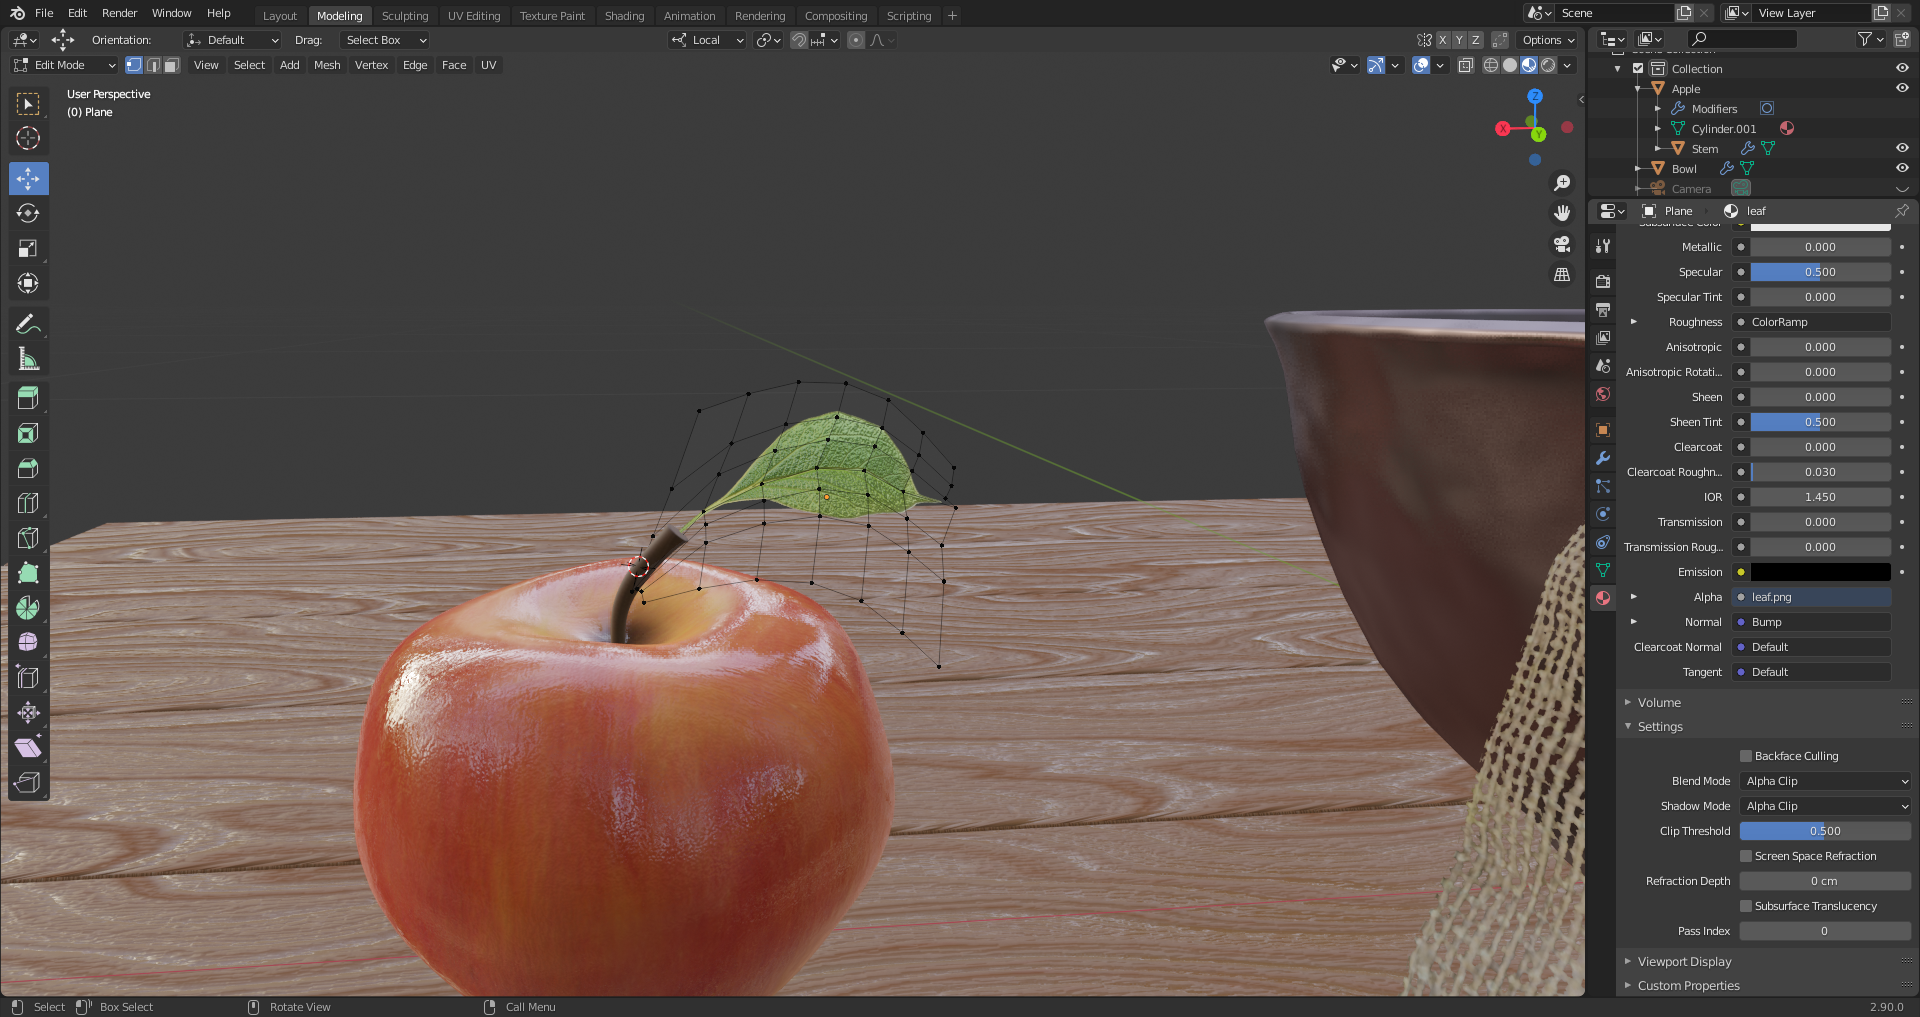 File Edit Render Window Help Layout Modeling Sculpting UV Editing Texture Paint Shading Animation Rendering Compositing Scripting + Scene View Layer
Orientation: Default Drag: Select Box Local X Y Z Options
Edit Mode View Select Add Mesh Vertex Edge Face UV
User Perspective
(0) Plane
Z
X
Y
Collection
Apple
Modifiers
Cylinder.001
Stem
Bowl
Camera
Plane leaf
Metallic 0.000
Specular 0.500
Specular Tint 0.000
Roughness ColorRamp
Anisotropic 0.000
Anisotropic Rotati... 0.000
Sheen 0.000
Sheen Tint 0.500
Clearcoat 0.000
Clearcoat Roughn... 0.030
IOR 1.450
Transmission 0.000
Transmission Roug... 0.000
Emission
Alpha leaf.png
Normal Bump
Clearcoat Normal Default
Tangent Default
Volume
Settings
Backface Culling
Blend Mode Alpha Clip
Shadow Mode Alpha Clip
Clip Threshold 0.500
Screen Space Refraction
Refraction Depth 0 cm
Subsurface Translucency
Pass Index 0
Viewport Display
Custom Properties
Select Box Select Rotate View Call Menu 2.90.0